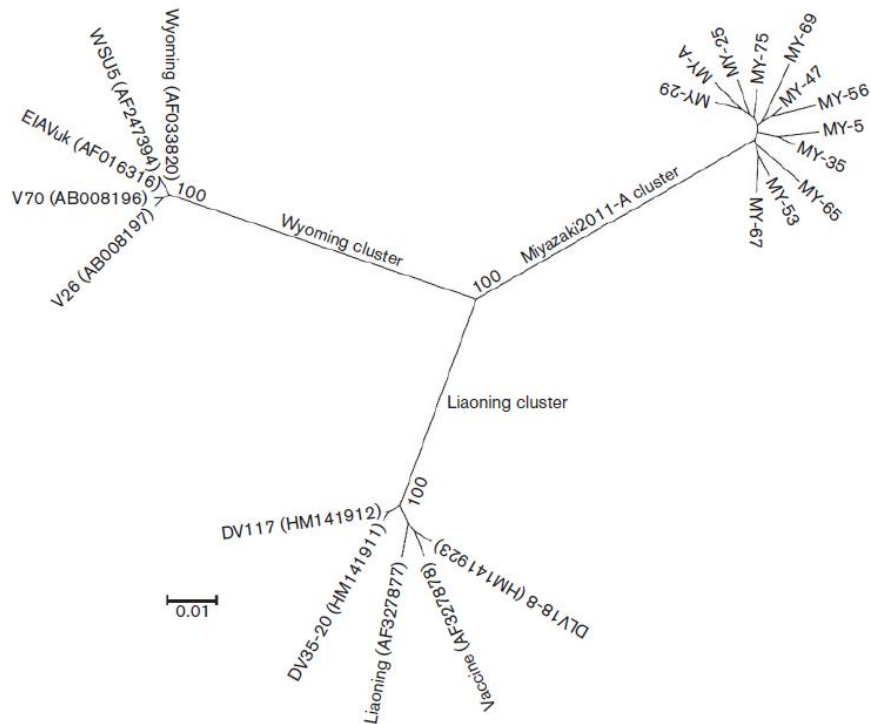 Wyoming (AF033820)
WSU5 (AF247394)
EIAVuk (AF016316)
V70 (AB008196)
V26 (AB008197)
100
Wyoming cluster
MY-29
MY-A
MY-25
MY-75
MY-69
MY-47
MY-56
MY-5
MY-35
MY-65
MY-53
MY-67
Miyazaki2011-A cluster
100
Liaoning cluster
100
DV117 (HM141912)
DV35-20 (HM141911)
Liaoning (AF327877)
Vaccine (AF327878)
DLV18-8 (HM141923)
0.01